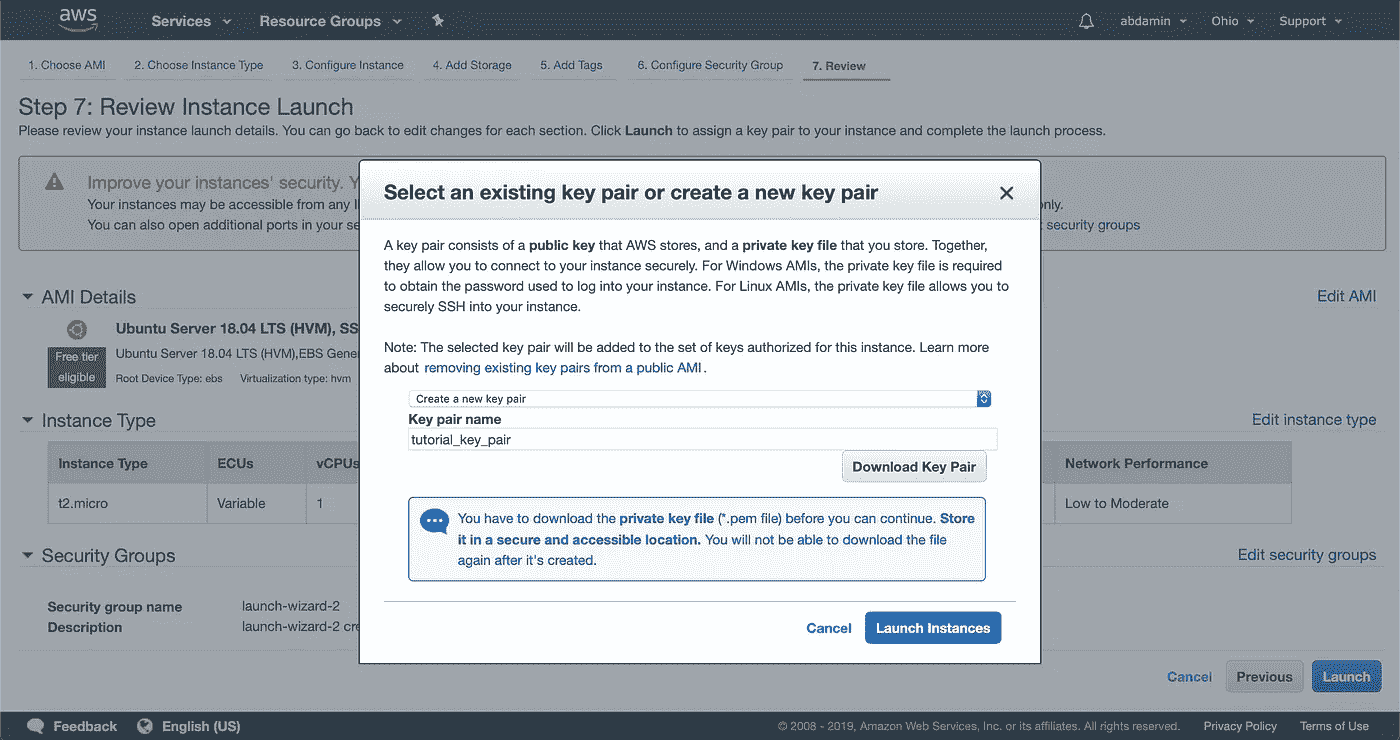 aws Services Resource Groups abdamin Ohio Support
1. Choose AMI 2. Choose Instance Type 3. Configure Instance 4. Add Storage 5. Add Tags 6. Configure Security Group 7. Review
Step 7: Review Instance Launch
Please review your instance launch details. You can go back to edit changes for each section. Click Launch to assign a key pair to your instance and complete the launch process.
Improve your instances' security. Y
Your instances may be accessible from any only.
You can also open additional ports in your se security groups
Select an existing key pair or create a new key pair
A key pair consists of a public key that AWS stores, and a private key file that you store. Together,
they allow you to connect to your instance securely. For Windows AMIs, the private key file is required
to obtain the password used to log into your instance. For Linux AMIs, the private key file allows you to
securely SSH into your instance.
Note: The selected key pair will be added to the set of keys authorized for this instance. Learn more
about removing existing key pairs from a public AMI.
Create a new key pair
Key pair name
tutorial_key_pair
Download Key Pair
You have to download the private key file (*.pem file) before you can continue. Store
it in a secure and accessible location. You will not be able to download the file
again after it's created.
Cancel Launch Instances
AMI Details Edit AMI
Ubuntu Server 18.04 LTS (HVM), SS
Free tier
eligible
Ubuntu Server 18.04 LTS (HVM),EBS Gene
Root Device Type: ebs Virtualization type: hvm
Instance Type Edit instance type
Instance Type ECUs vCPUs Network Performance
t2.micro Variable 1 Low to Moderate
Security Groups Edit security groups
Security group name launch-wizard-2
Description launch-wizard-2 cre
Cancel Previous Launch
Feedback English (US) © 2008 - 2019, Amazon Web Services, Inc. or its affiliates. All rights reserved. Privacy Policy Terms of Use